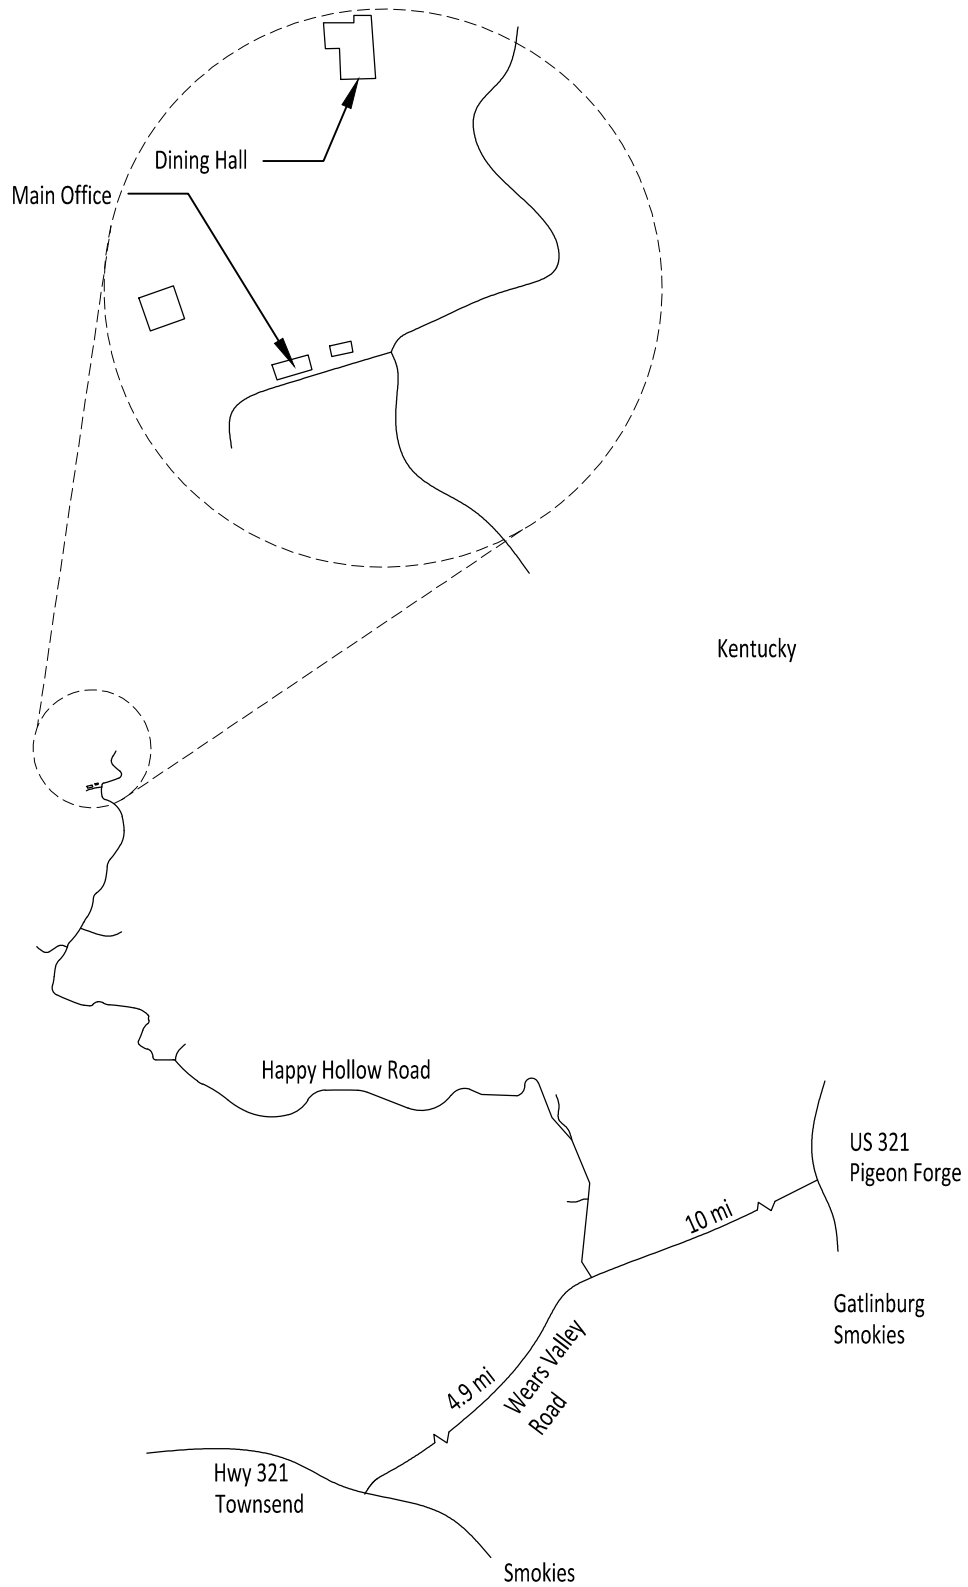 Dining Hall
Main Office
Kentucky
Happy Hollow Road
US 321
Pigeon Forge
10 mi
Gatlinburg
Smokies
Wears Valley
Road
4.9 mi
Hwy 321
Townsend
Smokies